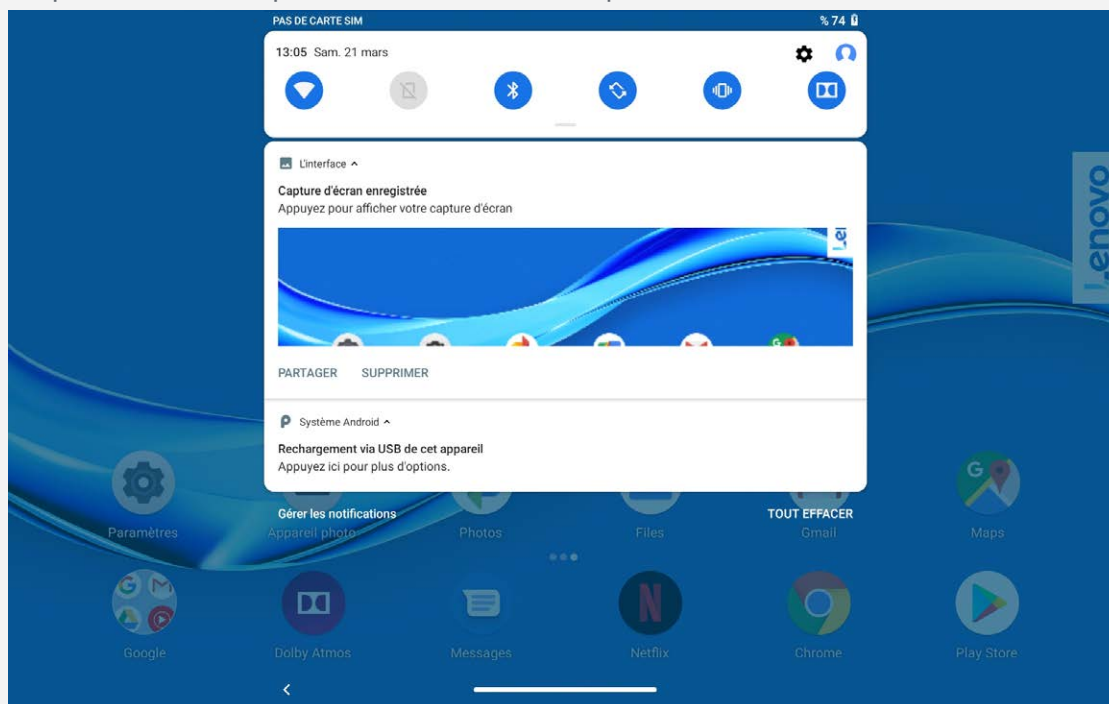 PAS DE CARTE SIM
% 74
13:05 Sam. 21 mars
L'interface
Capture d'écran enregistrée
Appuyez pour afficher votre capture d'écran
PARTAGER SUPPRIMER
Système Android
Rechargement via USB de cet appareil
Appuyez ici pour plus d'options.
Gérer les notifications
TOUT EFFACER
Lenovo
Paramètres Appareil photo Photos Files Gmail Maps
Google Dolby Atmos Messages Netflix Chrome Play Store